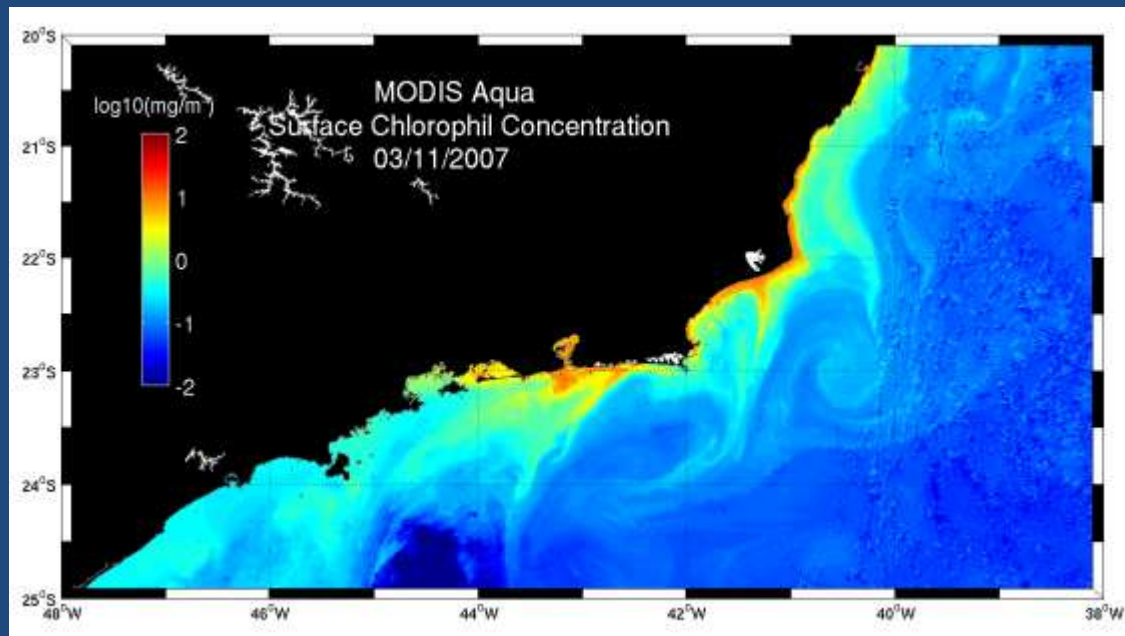 20°S
MODIS Aqua
log10(mg/m
Surface Chlorophil Concentration
03/11/2007
2
21°S
1
22°S
0
-1
23°S
-2
24°S
25°S
48°W 46°W 44°W 42°W 40°W 38°W